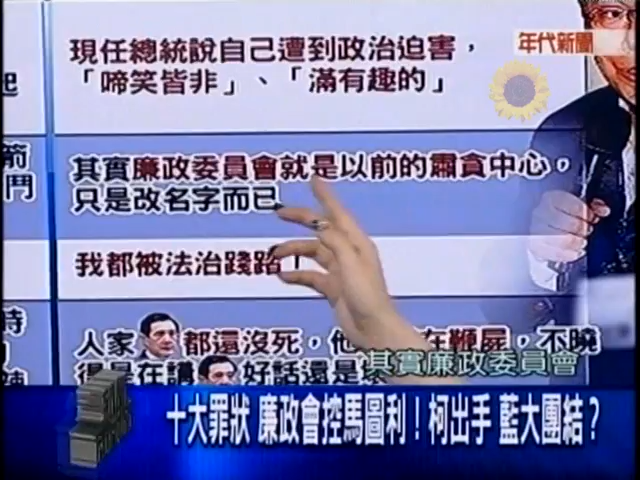 年代新聞
現任總統說自己遭到政治迫害，
「啼笑皆非」、「滿有趣的」
起
箭
門
其實廉政委員會就是以前的肅貪中心，
只是改名字而已
我都被法治踐踏！
時
人家 都還沒死，他 在鞭屍，不曉
得是在講 好話還是
其實廉政委員會
十大罪狀 廉政會控馬圖利！柯出手 藍大團結？